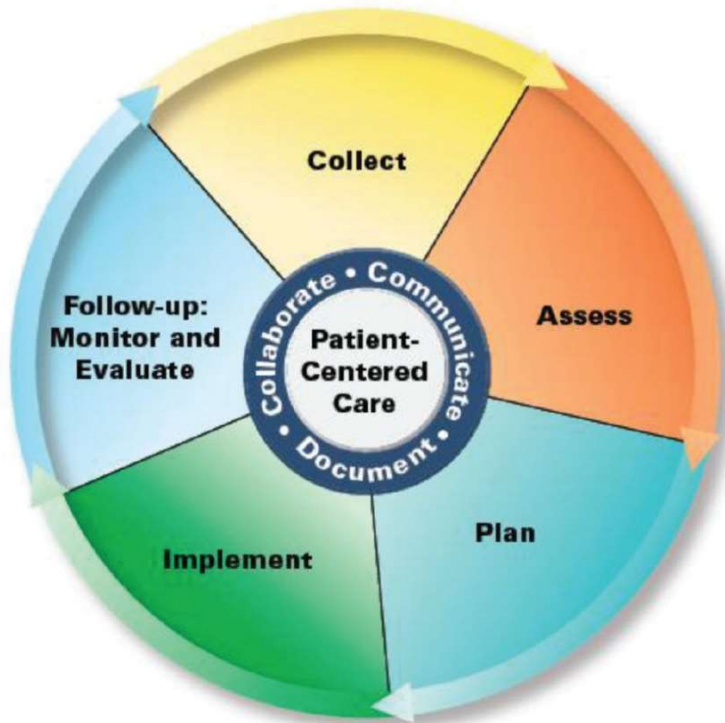 Collect
Assess
Plan
Implement
Follow-up:
Monitor and
Evaluate
Collaborate • Communicate • Document •
Patient-
Centered
Care